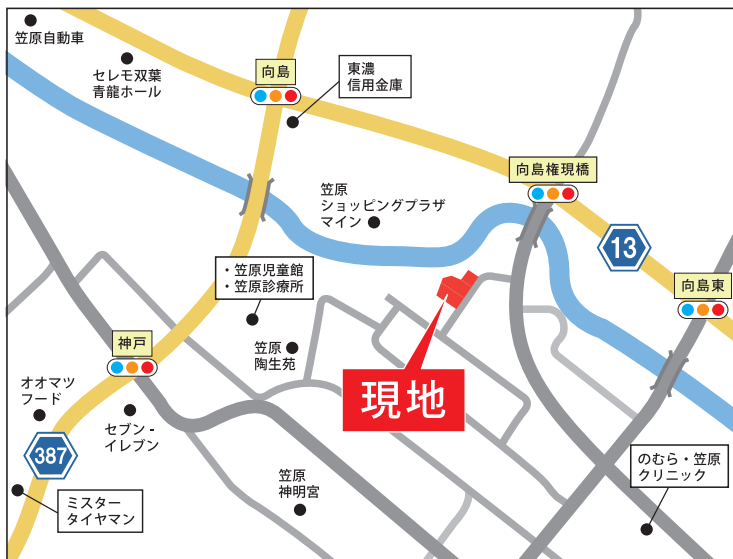 笠原自動車
セレモ双葉
青龍ホール
向島
東濃
信用金庫
向島権現橋
笠原
ショッピングプラザ
マイン
13
・笠原児童館
・笠原診療所
向島東
神戸
笠原
陶生苑
現地
オオマツ
フード
セブン-
イレブン
387
のむら・笠原
クリニック
笠原
神明宮
ミスター
タイヤマン